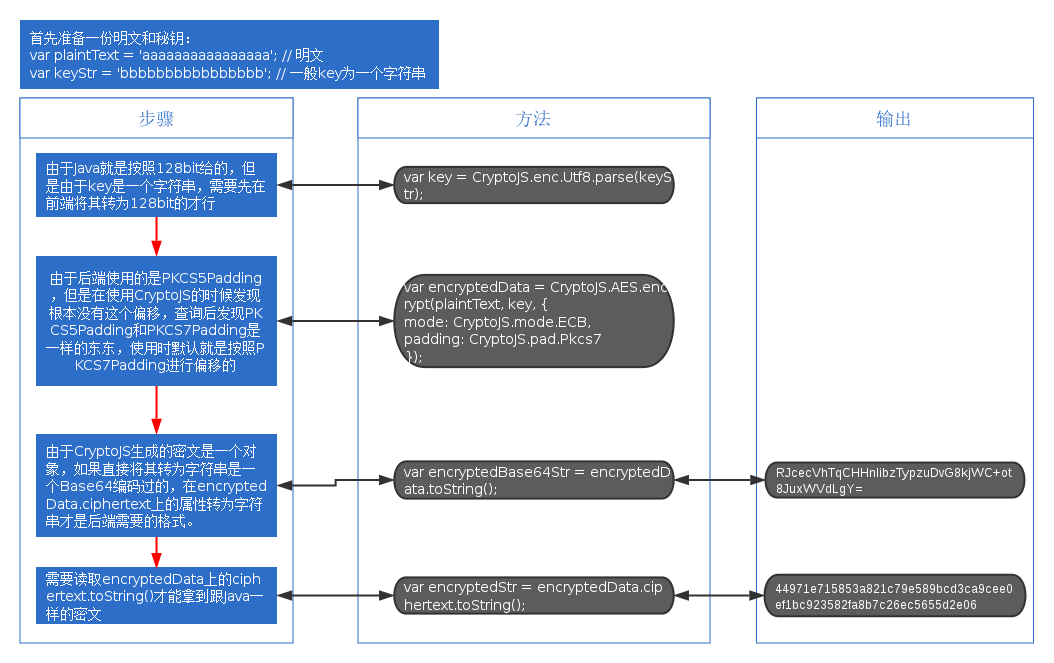 首先准备一份明文和秘钥：
var plaintText = 'aaaaaaaaaaaaaaaa'; // 明文
var keyStr = 'bbbbbbbbbbbbbbbb'; // 一般key为一个字符串
步骤
方法
输出
由于Java就是按照128bit给的，但
是由于key是一个字符串，需要先在
前端将其转为128bit的才行
var key = CryptoJS.enc.Utf8.parse(keyS
tr);
由于后端使用的是PKCS5Padding
，但是在使用CryptoJS的时候发现
根本没有这个偏移，查询后发现PK
CS5Padding和PKCS7Padding是
一样的东东，使用时默认就是按照P
KCS7Padding进行偏移的
var encryptedData = CryptoJS.AES.enc
rypt(plaintText, key, {
mode: CryptoJS.mode.ECB,
padding: CryptoJS.pad.Pkcs7
});
由于CryptoJS生成的密文是一个对
象，如果直接将其转为字符串是一
个Base64编码过的，在encrypted
Data.ciphertext上的属性转为字符
串才是后端需要的格式。
var encryptedBase64Str = encryptedD
ata.toString();
RJcecVhTqCHHnlibzTypzuDvG8kjWC+ot
8JuxWVdLgY=
需要读取encryptedData上的ciph
ertext.toString()才能拿到跟Java一
样的密文
var encryptedStr = encryptedData.cip
hertext.toString();
44971e715853a821c79e589bcd3ca9cee0
ef1bc923582fa8b7c26ec5655d2e06